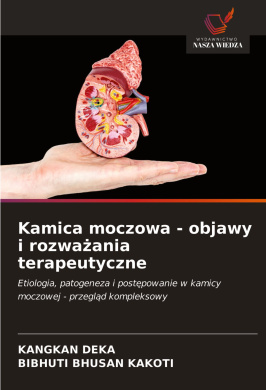 WYDAWNICTWO
NASZA WIEDZA
Kamica moczowa - objawy
i rozważania
terapeutyczne
Etiologia, patogeneza i postępowanie w kamicy
moczowej - przegląd kompleksowy
KANGKAN DEKA
BIBHUTI BHUSAN KAKOTI